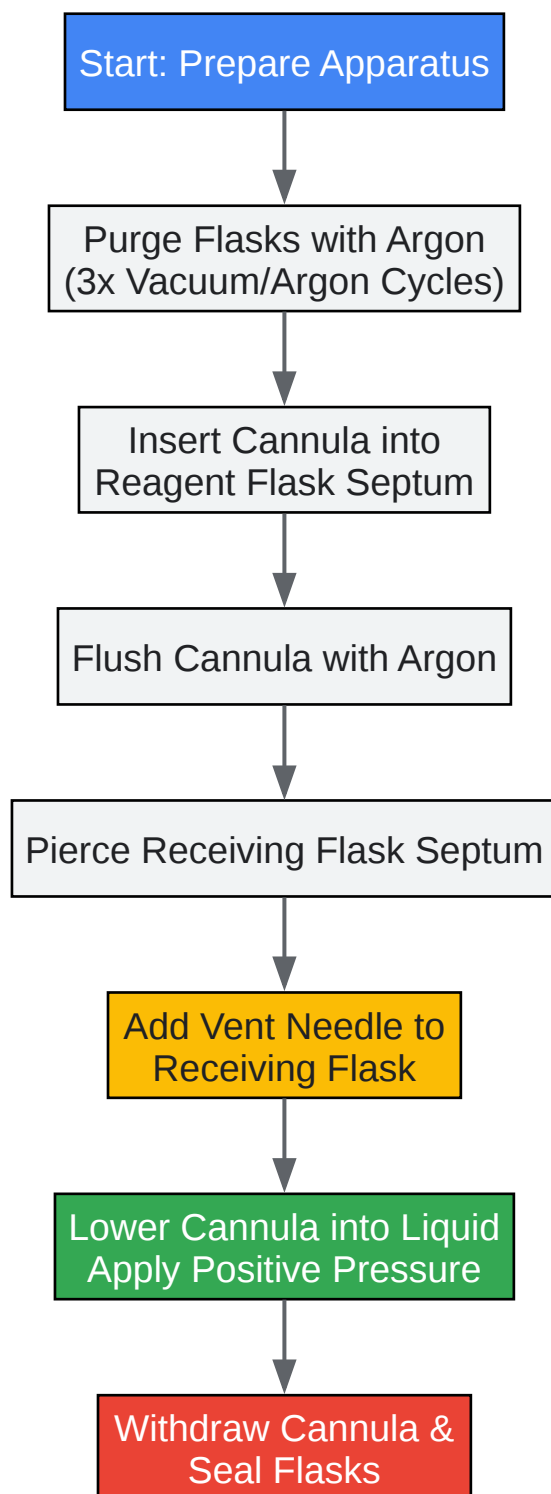 Start: Prepare Apparatus
Purge Flasks with Argon
(3x Vacuum/Argon Cycles)
Insert Cannula into
Reagent Flask Septum
Flush Cannula with Argon
Pierce Receiving Flask Septum
Add Vent Needle to
Receiving Flask
Lower Cannula into Liquid
Apply Positive Pressure
Withdraw Cannula &
Seal Flasks